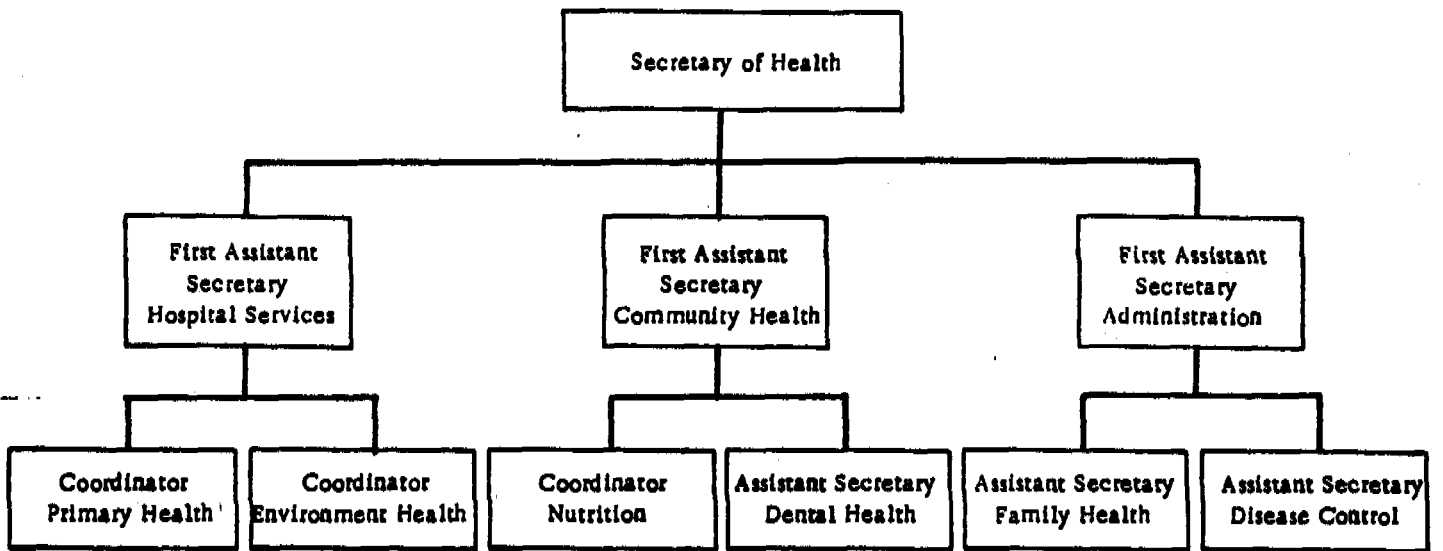 Secretary of Health
First Assistant
Secretary
Hospital Services
First Assistant
Secretary
Community Health
First Assistant
Secretary
Administration
Coordinator
Primary Health
Coordinator
Environment Health
Coordinator
Nutrition
Assistant Secretary
Dental Health
Assistant Secretary
Family Health
Assistant Secretary
Disease Control